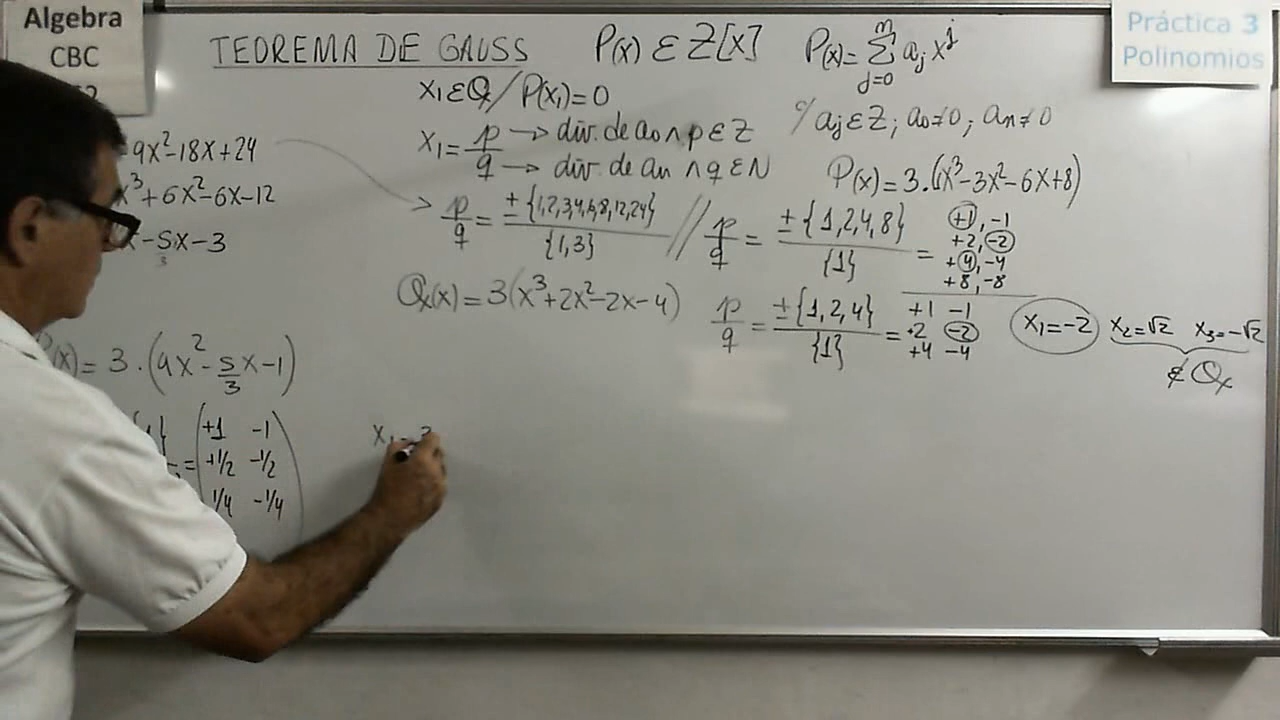 Algebra
CBC
Práctica 3
Polinomios
TEOREMA DE GAUSS P(x) ε Z[x] P(x) = Σ_{j=0}^{n} aj x^j
x1 ε Q / P(x1) = 0
% aj ε Z; a0 ≠ 0; an ≠ 0
x1 = p/q
p → div. de a0 ∧ p ε Z
q → div. de an ∧ q ε N
9x²-18x+24
x³+6x²-6x-12
-5x-3
P(x) = 3.(x³-3x²-6x+8)
p/q = ±{1,2,3,4,6,8,12,24}/{1,3} // p/q = ±{1,2,4,8}/{1} =
+1, -1
+2, -2
+4, -4
+8, -8
Q(x) = 3(x³+2x²-2x-4)
p/q = ±{1,2,4}/{1} =
+1 -1
+2 -2
+4 -4
x1=-2 x2=√2 x3=-√2
∉ Q
(x) = 3.(9x²-5/3x-1)
=
+1 -1
+1/2 -1/2
1/4 -1/4
x1